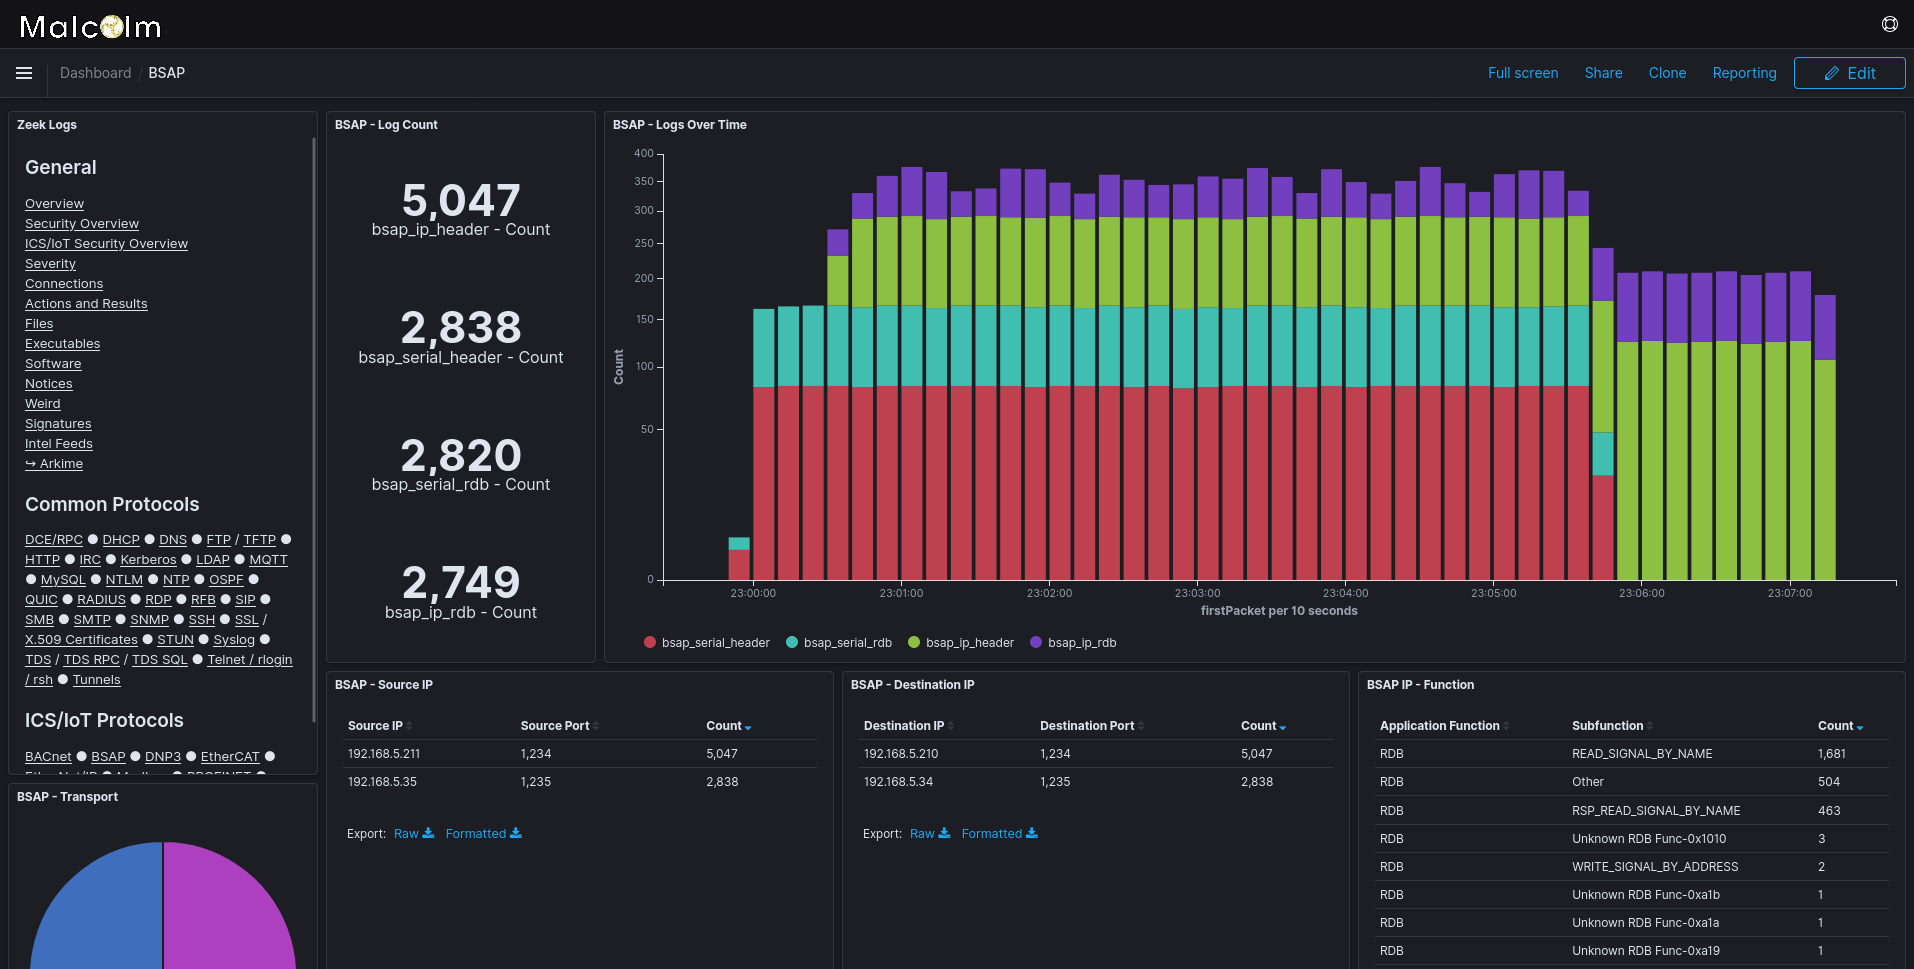 Malcolm
Dashboard / BSAP
Full screen
Share
Clone
Reporting
Edit
Zeek Logs
General
Overview
Security Overview
ICS/IoT Security Overview
Severity
Connections
Actions and Results
Files
Executables
Software
Notices
Weird
Signatures
Intel Feeds
↪ Arkime
Common Protocols
DCE/RPC ● DHCP ● DNS ● FTP / TFTP ●
HTTP ● IRC ● Kerberos ● LDAP ● MQTT
● MySQL ● NTLM ● NTP ● OSPF ●
QUIC ● RADIUS ● RDP ● RFB ● SIP ●
SMB ● SMTP ● SNMP ● SSH ● SSL /
X.509 Certificates ● STUN ● Syslog ●
TDS / TDS RPC / TDS SQL ● Telnet / rlogin
/ rsh ● Tunnels
ICS/IoT Protocols
BACnet ● BSAP ● DNP3 ● EtherCAT ●
BSAP - Transport
BSAP - Log Count
5,047
bsap_ip_header - Count
2,838
bsap_serial_header - Count
2,820
bsap_serial_rdb - Count
2,749
bsap_ip_rdb - Count
BSAP - Logs Over Time
400
350
300
250
200
150
100
50
0
Count
23:00:00
23:01:00
23:02:00
23:03:00
23:04:00
23:05:00
23:06:00
23:07:00
firstPacket per 10 seconds
bsap_serial_header
bsap_serial_rdb
bsap_ip_header
bsap_ip_rdb
BSAP - Source IP
Source IP Source Port Count
192.168.5.211 1,234 5,047
192.168.5.35 1,235 2,838
Export: Raw Formatted
BSAP - Destination IP
Destination IP Destination Port Count
192.168.5.210 1,234 5,047
192.168.5.34 1,235 2,838
Export: Raw Formatted
BSAP IP - Function
Application Function Subfunction Count
RDB READ_SIGNAL_BY_NAME 1,681
RDB Other 504
RDB RSP_READ_SIGNAL_BY_NAME 463
RDB Unknown RDB Func-0x1010 3
RDB WRITE_SIGNAL_BY_ADDRESS 2
RDB Unknown RDB Func-0xa1b 1
RDB Unknown RDB Func-0xa1a 1
RDB Unknown RDB Func-0xa19 1